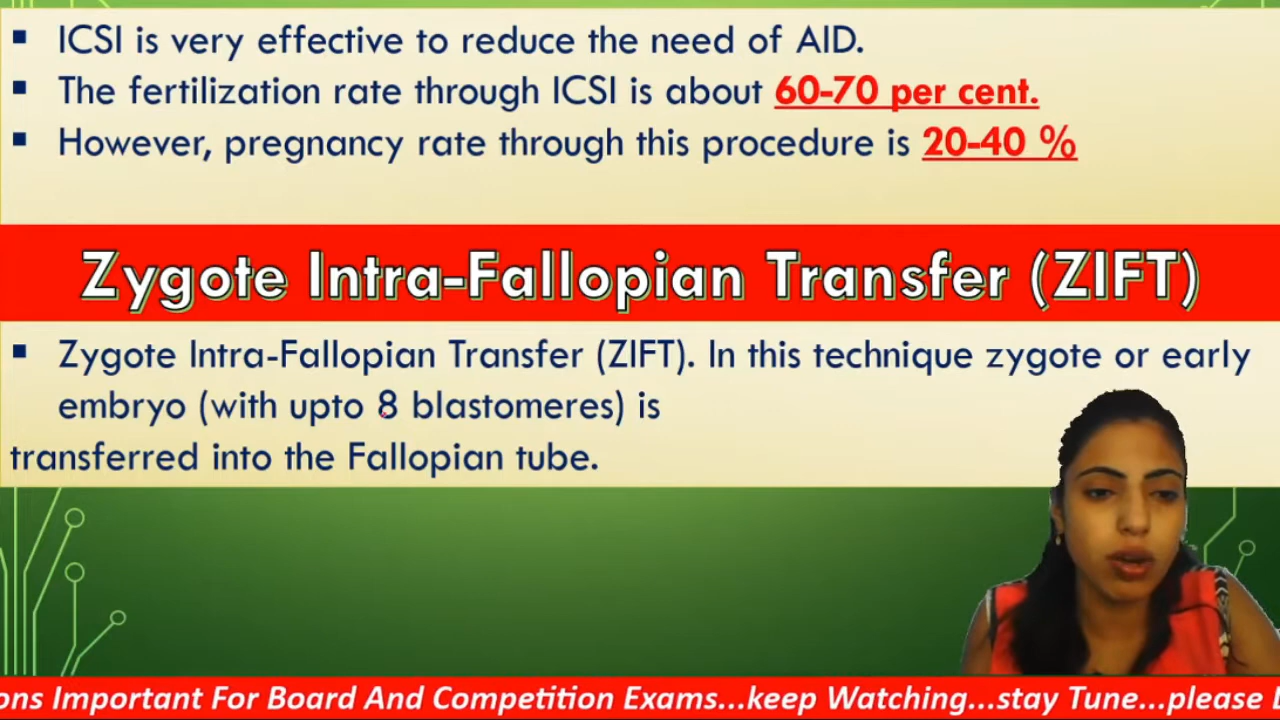 ▪ ICSI is very effective to reduce the need of AID.
▪ The fertilization rate through ICSI is about 60-70 per cent.
▪ However, pregnancy rate through this procedure is 20-40 %
Zygote Intra-Fallopian Transfer (ZIFT)
▪ Zygote Intra-Fallopian Transfer (ZIFT). In this technique zygote or early
embryo (with upto 8 blastomeres) is
transferred into the Fallopian tube.
ons Important For Board And Competition Exams...keep Watching...stay Tune...please